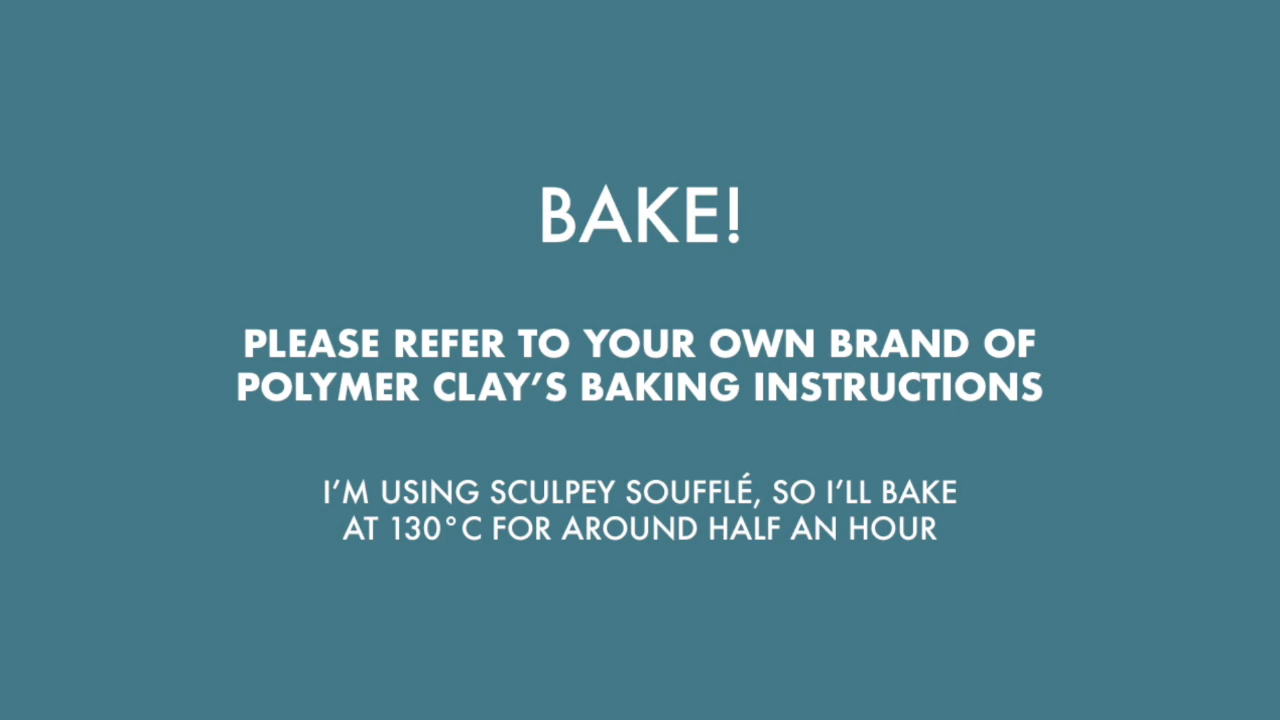 BAKE!
PLEASE REFER TO YOUR OWN BRAND OF
POLYMER CLAY’S BAKING INSTRUCTIONS
I’M USING SCULPEY SOUFFLÉ, SO I’LL BAKE
AT 130°C FOR AROUND HALF AN HOUR